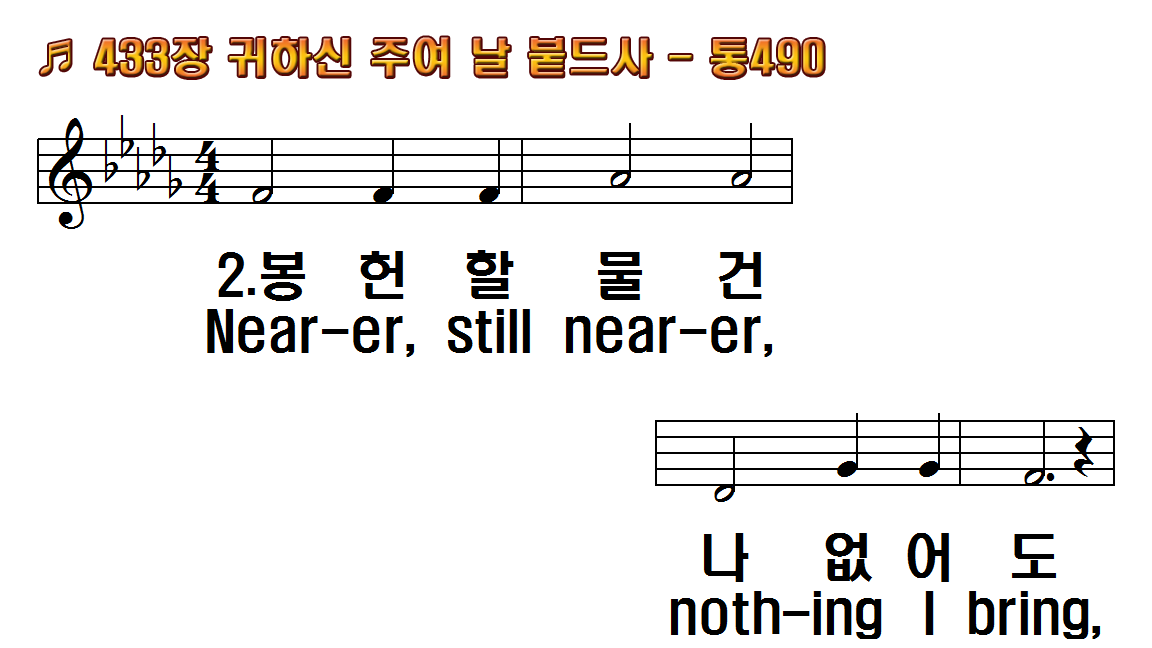 ♬ 433장 귀하신 주여 날 붙드사 - 통490
2.봉 헌 할 물 건
Near-er, still near-er,
나 없 어 도
noth-ing I bring,